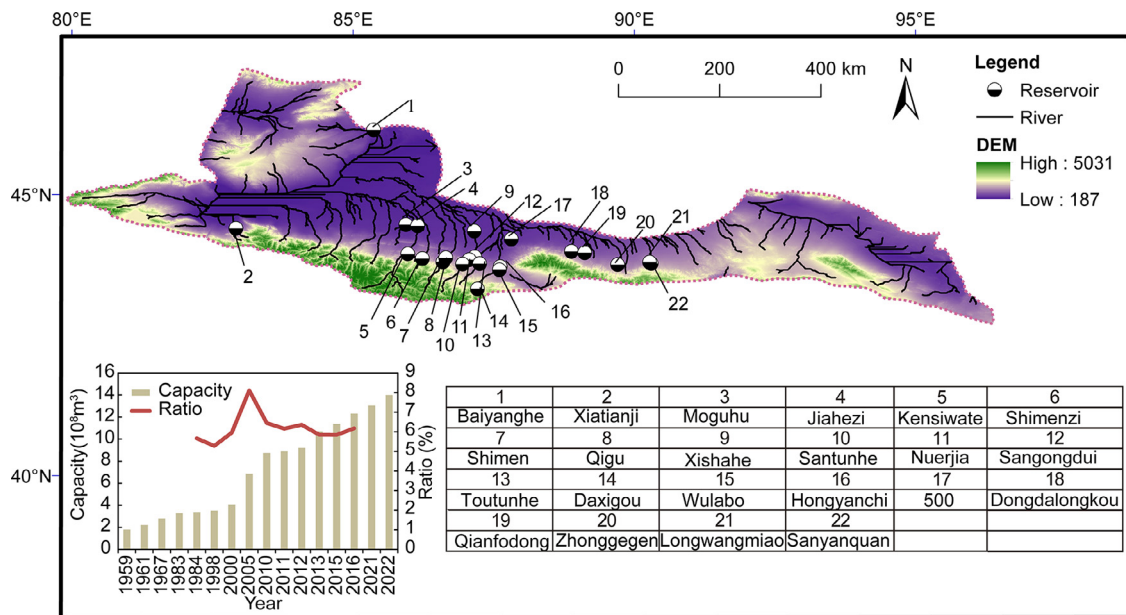 80°E 85°E 90°E 95°E
0 200 400 km
N
Legend
Reservoir
River
DEM
High : 5031
Low : 187
45°N
40°N
1
3
4
9
12
17
18
19
20
21
2
5
6
7
8
10
11
13
14
15
16
22
16 9
14 8
12 7
10 6
8 5
6 4
4 3
2 2
0 1
0
Capacity
Ratio
Capacity(10⁸m³)
Ratio (%)
1959 1961 1967 1983 1984 1998 2000 2005 2010 2011 2012 2013 2015 2016 2021 2022
Year
1 2 3 4 5 6
Baiyanghe Xiatianji Moguhu Jiahezi Kensiwate Shimenzi
7 8 9 10 11 12
Shimen Qigu Xishahe Santunhe Nuerjia Sangongdui
13 14 15 16 17 18
Toutunhe Daxigou Wulabo Hongyanchi 500 Dongdalongkou
19 20 21 22
Qianfodong Zhonggegen Longwangmiao Sanyanquan